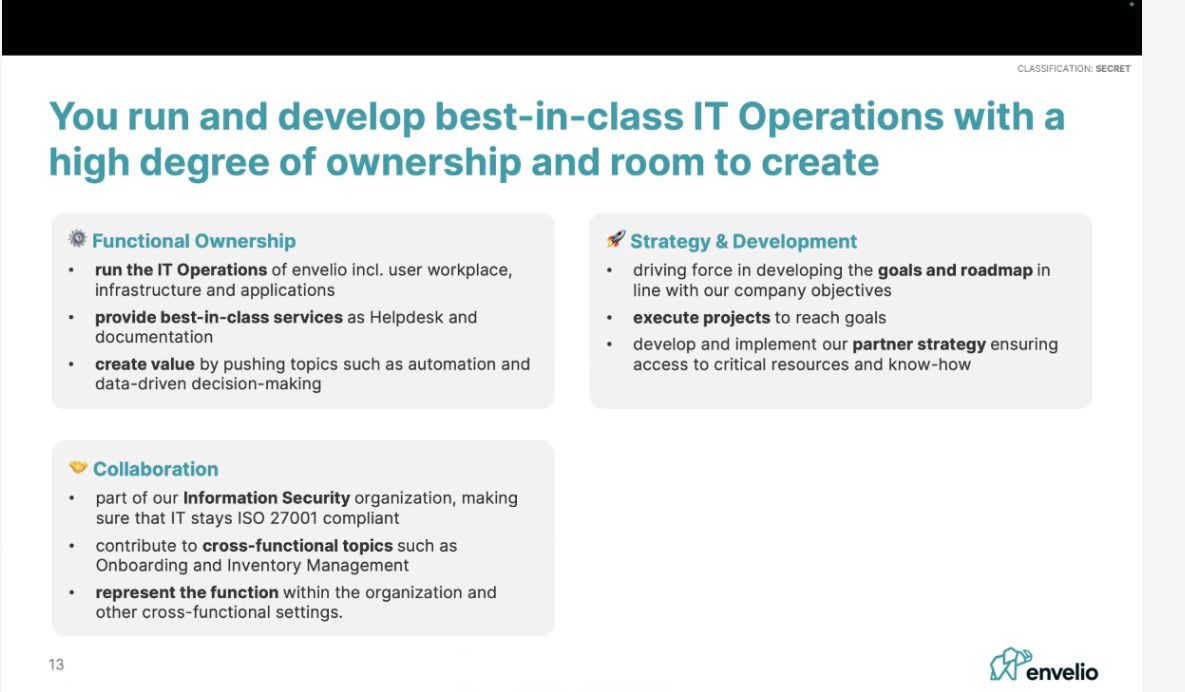 CLASSIFICATION: SECRET
You run and develop best-in-class IT Operations with a
high degree of ownership and room to create
Functional Ownership
• run the IT Operations of envelio incl. user workplace,
infrastructure and applications
• provide best-in-class services as Helpdesk and
documentation
• create value by pushing topics such as automation and
data-driven decision-making
Strategy & Development
• driving force in developing the goals and roadmap in
line with our company objectives
• execute projects to reach goals
• develop and implement our partner strategy ensuring
access to critical resources and know-how
Collaboration
• part of our Information Security organization, making
sure that IT stays ISO 27001 compliant
• contribute to cross-functional topics such as
Onboarding and Inventory Management
• represent the function within the organization and
other cross-functional settings.
13
envelio